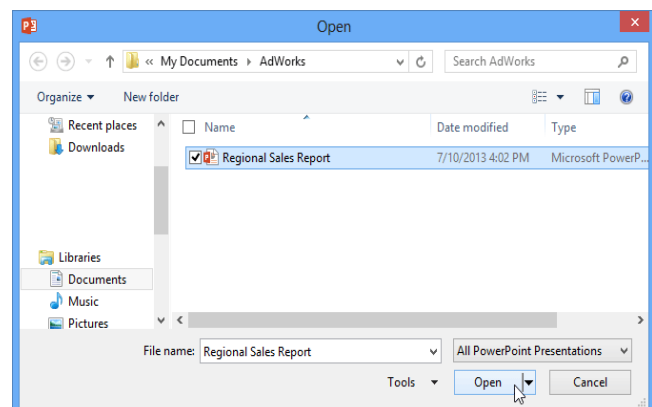 Open
« My Documents AdWorks Search AdWorks
Organize New folder
Recent places
Downloads
Name Date modified Type
Regional Sales Report 7/10/2013 4:02 PM Microsoft PowerP...
Libraries
Documents
Music
Pictures
File name: Regional Sales Report All PowerPoint Presentations
Tools Open Cancel